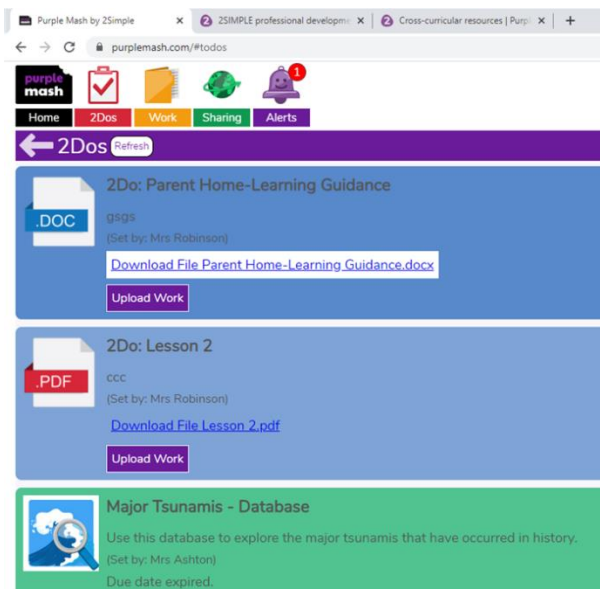 Purple Mash by 2Simple
2SIMPLE professional developme
Cross-curricular resources | Purpl
purplemash.com/#todos
purple
mash
1
Home 2Dos Work Sharing Alerts
2Dos Refresh
.DOC
2Do: Parent Home-Learning Guidance
gsgs
(Set by: Mrs Robinson)
Download File Parent Home-Learning Guidance.docx
Upload Work
.PDF
2Do: Lesson 2
ccc
(Set by: Mrs Robinson)
Download File Lesson 2.pdf
Upload Work
Major Tsunamis - Database
Use this database to explore the major tsunamis that have occurred in history.
(Set by: Mrs Ashton)
Due date expired.